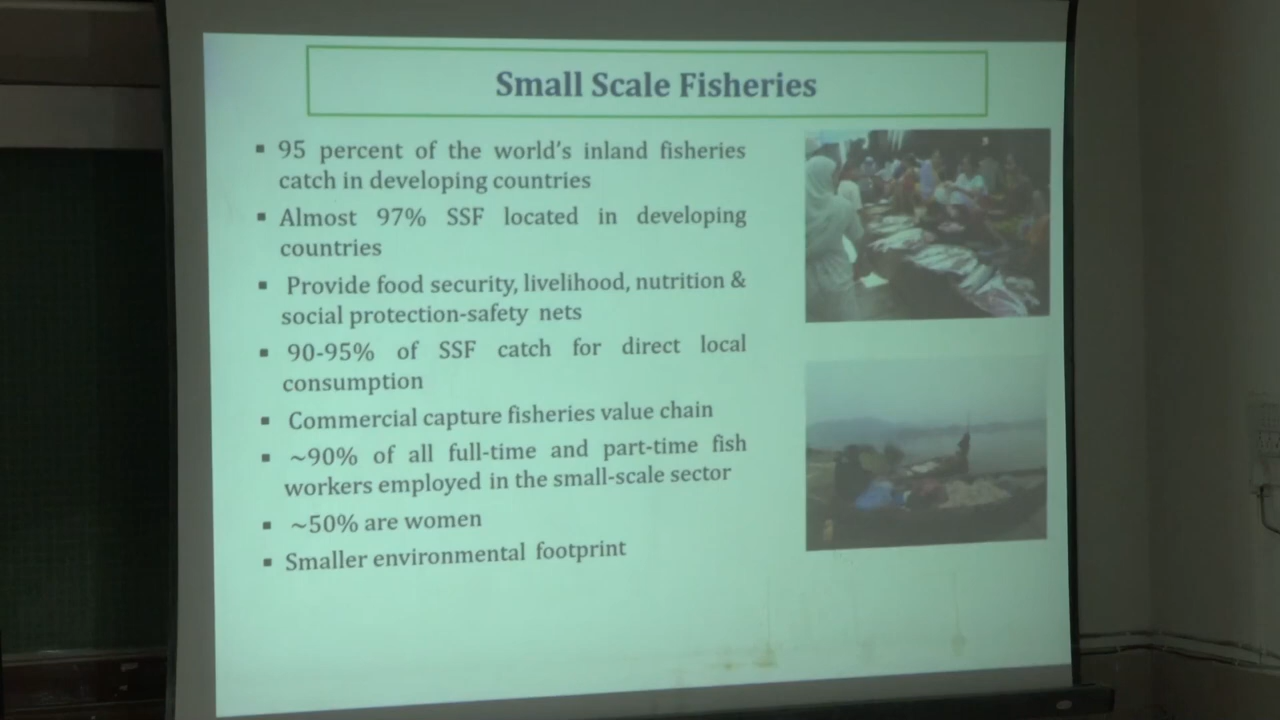 Small Scale Fisheries
▪ 95 percent of the world's inland fisheries
catch in developing countries
▪ Almost 97% SSF located in developing
countries
▪ Provide food security, livelihood, nutrition &
social protection-safety nets
▪ 90-95% of SSF catch for direct local
consumption
▪ Commercial capture fisheries value chain
▪ ~90% of all full-time and part-time fish
workers employed in the small-scale sector
▪ ~50% are women
▪ Smaller environmental footprint